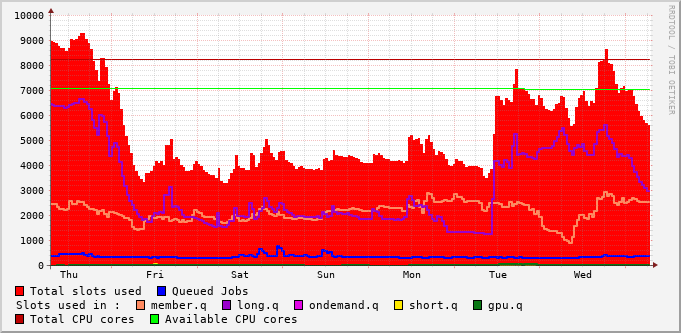 RRDTOOL / TOBI OETIKER
10000
9000
8000
7000
6000
5000
4000
3000
2000
1000
0
Thu Fri Sat Sun Mon Tue Wed
Total slots used Queued Jobs
Slots used in : member.q long.q ondemand.q short.q gpu.q
Total CPU cores Available CPU cores